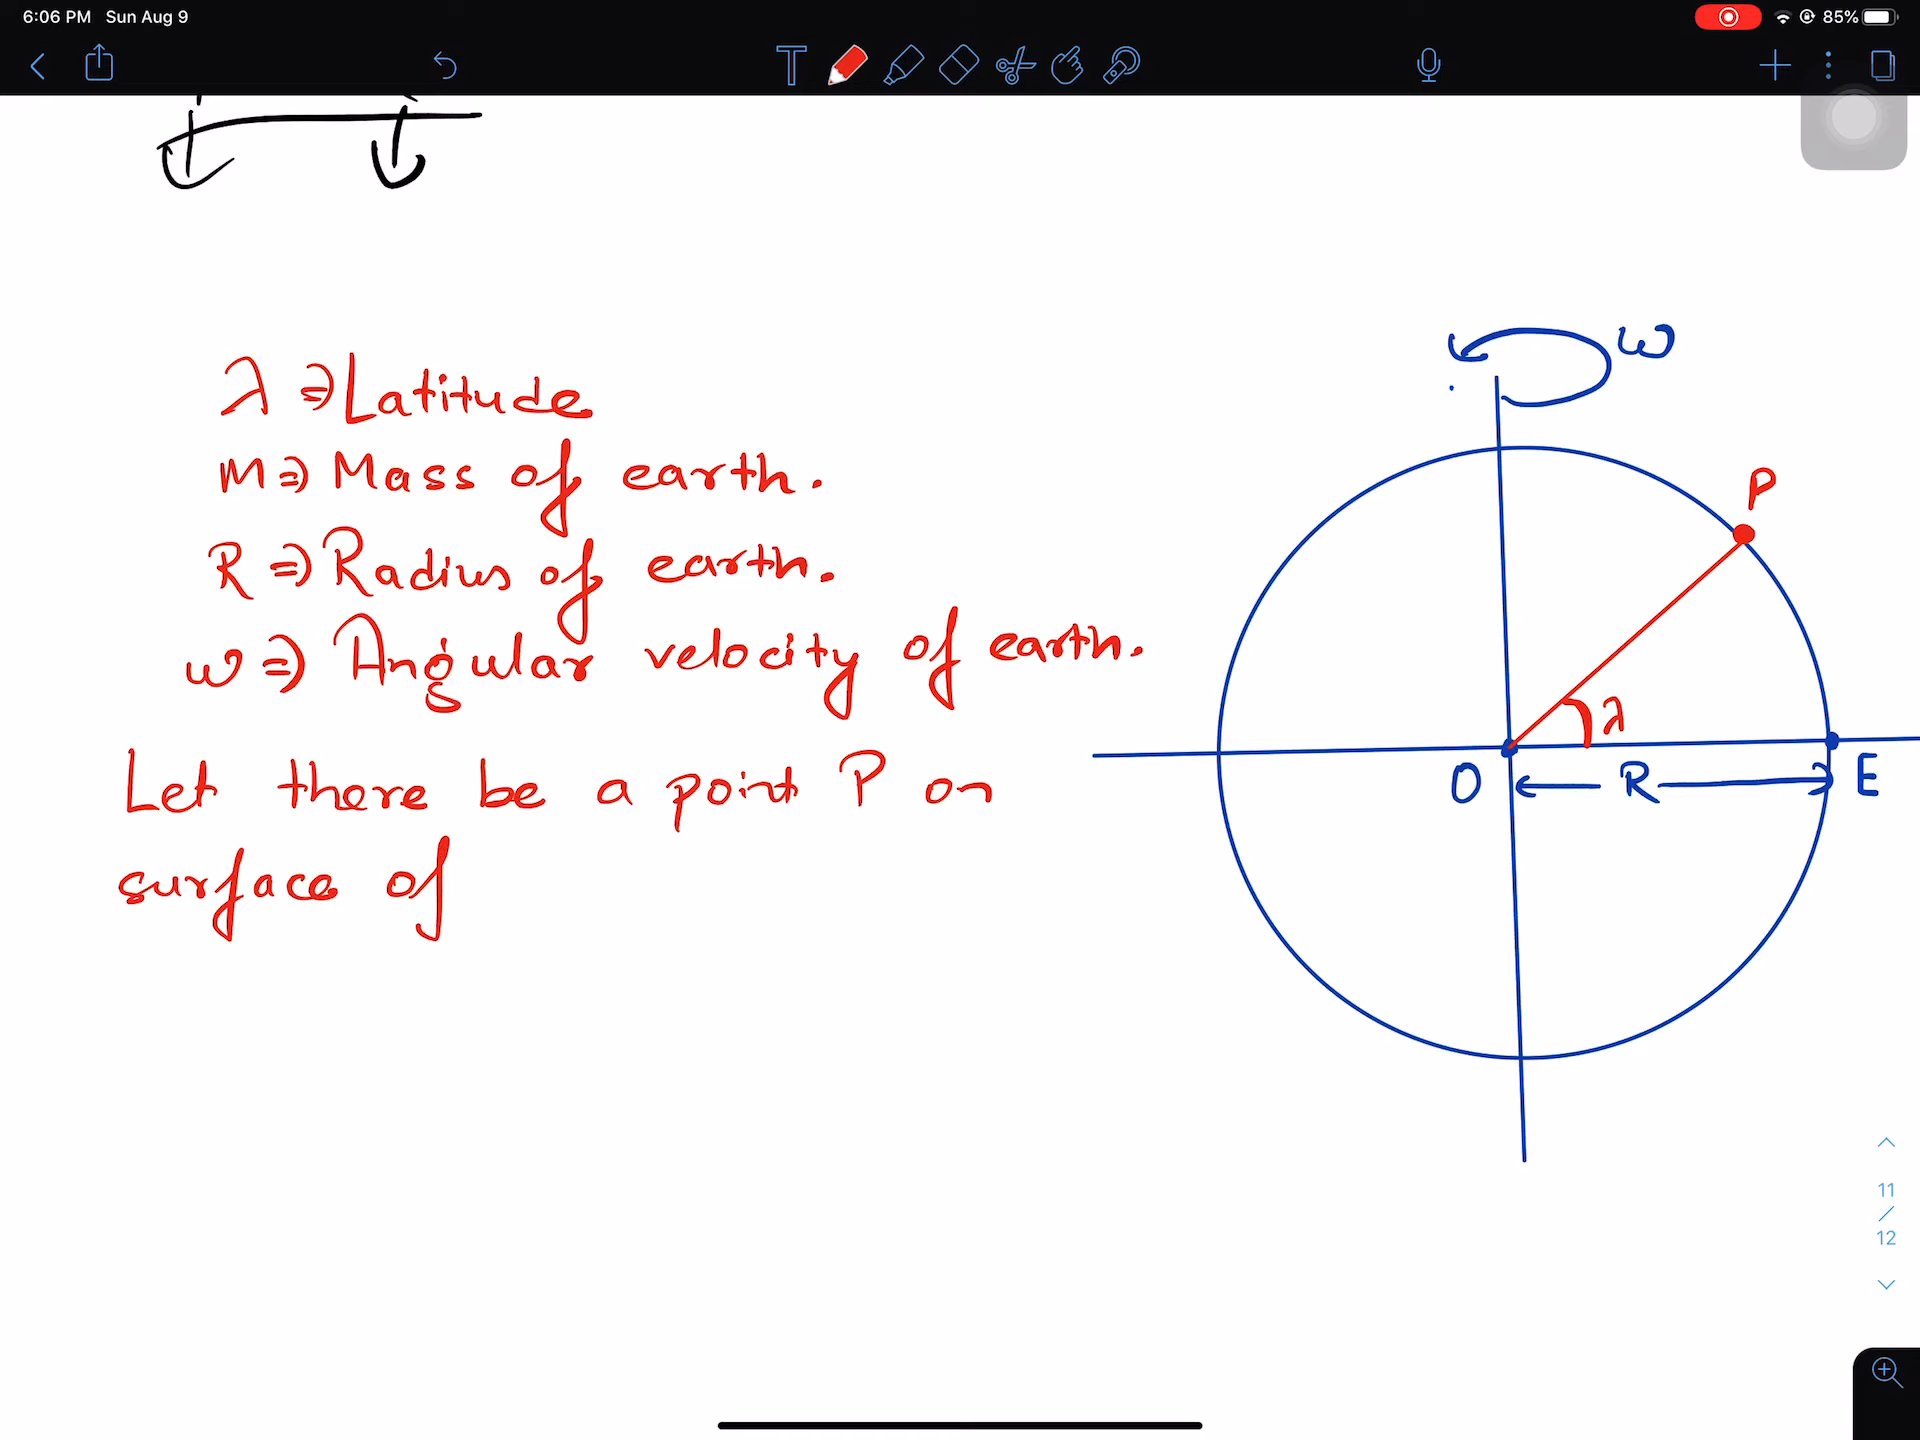 6:06 PM Sun Aug 9
85%
λ ⇒ Latitude
M ⇒ Mass of earth.
R ⇒ Radius of earth.
ω ⇒ Angular velocity of earth.
Let there be a point P on
surface of
ω
P
λ
O R E
11
/
12